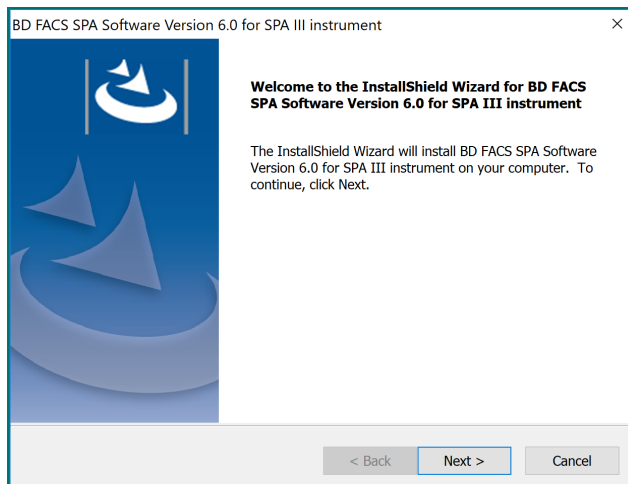 BD FACS SPA Software Version 6.0 for SPA III instrument
Welcome to the InstallShield Wizard for BD FACS
SPA Software Version 6.0 for SPA III instrument
The InstallShield Wizard will install BD FACS SPA Software
Version 6.0 for SPA III instrument on your computer.  To
continue, click Next.
< Back Next > Cancel